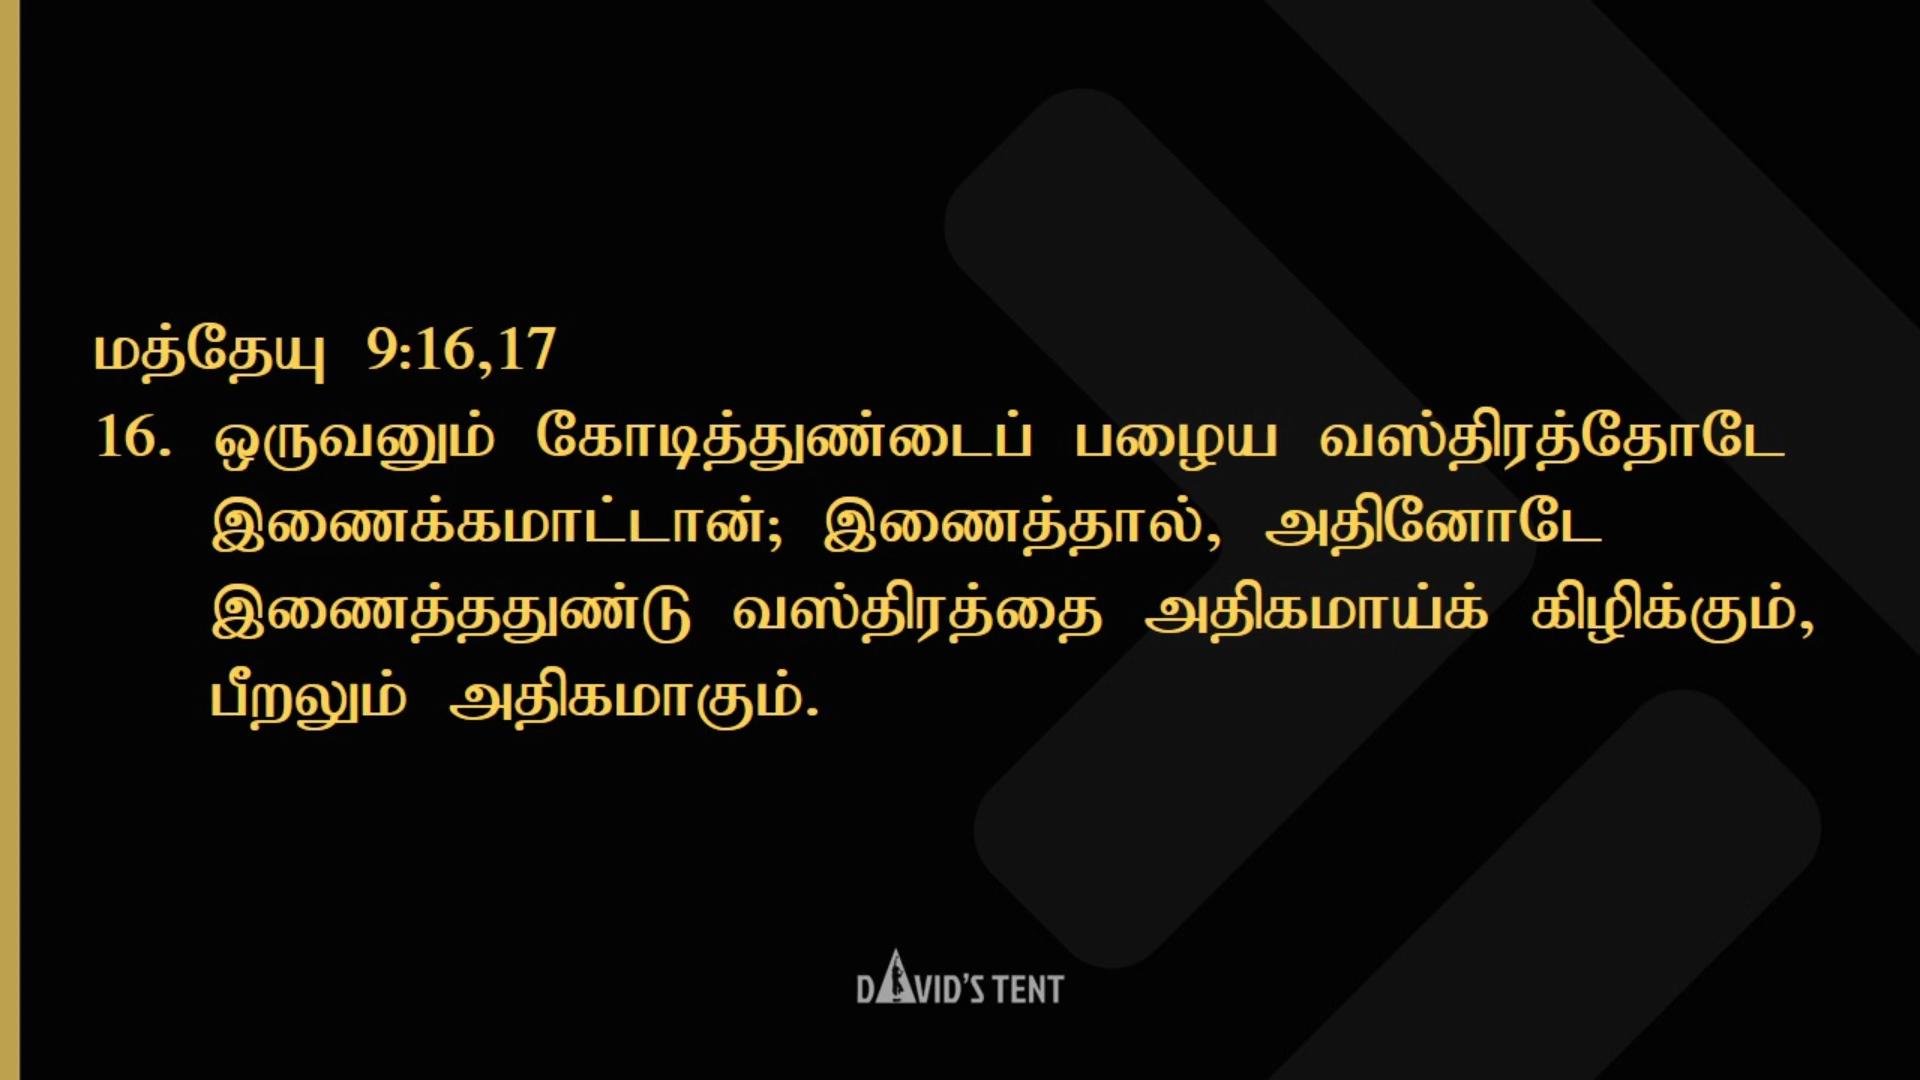 மத்தேயு 9:16,17
16. ஒருவனும் கோடித்துண்டைப் பழைய வஸ்திரத்தோடே
இணைக்கமாட்டான்; இணைத்தால், அதினோடே
இணைத்ததுண்டு வஸ்திரத்தை அதிகமாய்க் கிழிக்கும்,
பீறலும் அதிகமாகும்.
DAVID'S TENT